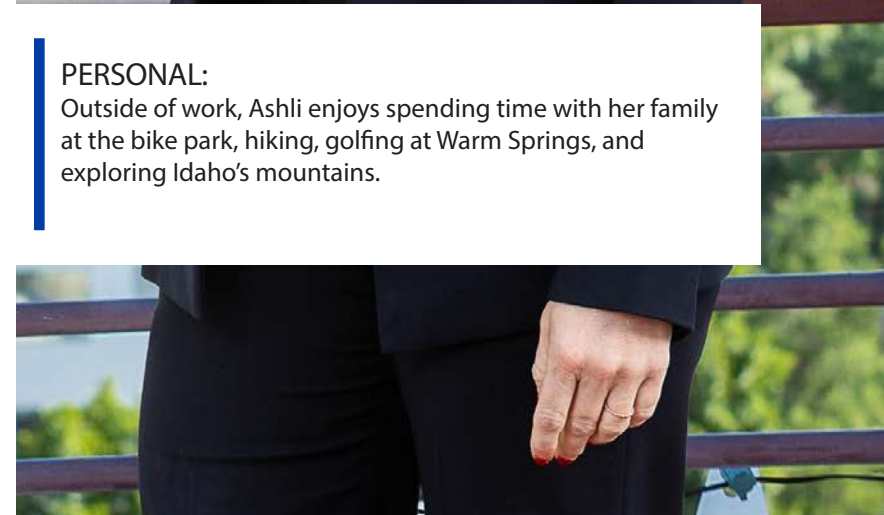 PERSONAL:
Outside of work, Ashli enjoys spending time with her family
at the bike park, hiking, golfing at Warm Springs, and
exploring Idaho’s mountains.